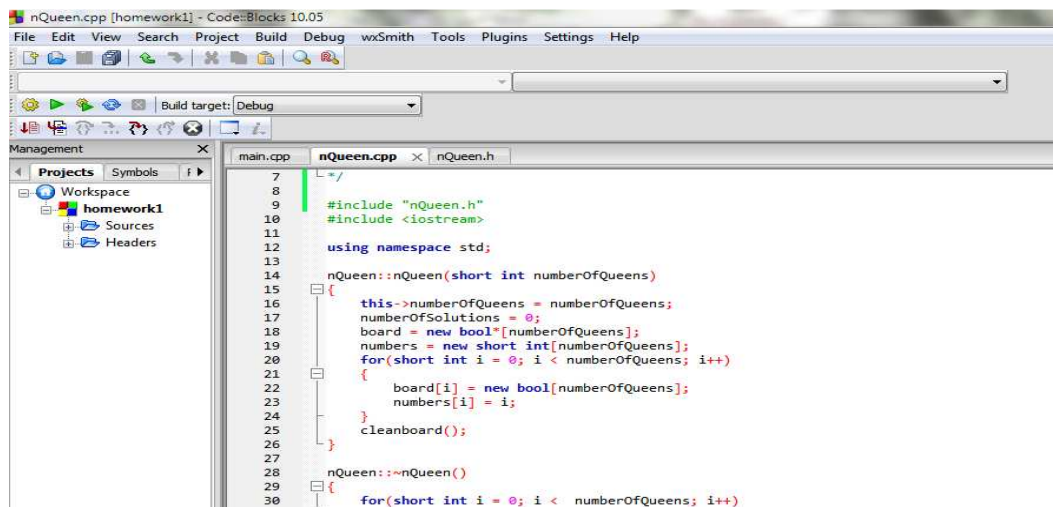 nQueen.cpp [homework1] - Code::Blocks 10.05
File Edit View Search Project Build Debug wxSmith Tools Plugins Settings Help
Build target: Debug
Management
Projects Symbols F
Workspace
homework1
Sources
Headers
main.cpp nQueen.cpp nQueen.h
7 */
8
9 #include "nQueen.h"
10 #include <iostream>
11
12 using namespace std;
13
14 nQueen::nQueen(short int numberOfQueens)
15 {
16 this->numberOfQueens = numberOfQueens;
17 numberOfSolutions = 0;
18 board = new bool*[numberOfQueens];
19 numbers = new short int[numberOfQueens];
20 for(short int i = 0; i < numberOfQueens; i++)
21 {
22 board[i] = new bool[numberOfQueens];
23 numbers[i] = i;
24 }
25 cleanboard();
26 }
27
28 nQueen::~nQueen()
29 {
30 for(short int i = 0; i < numberOfQueens; i++)